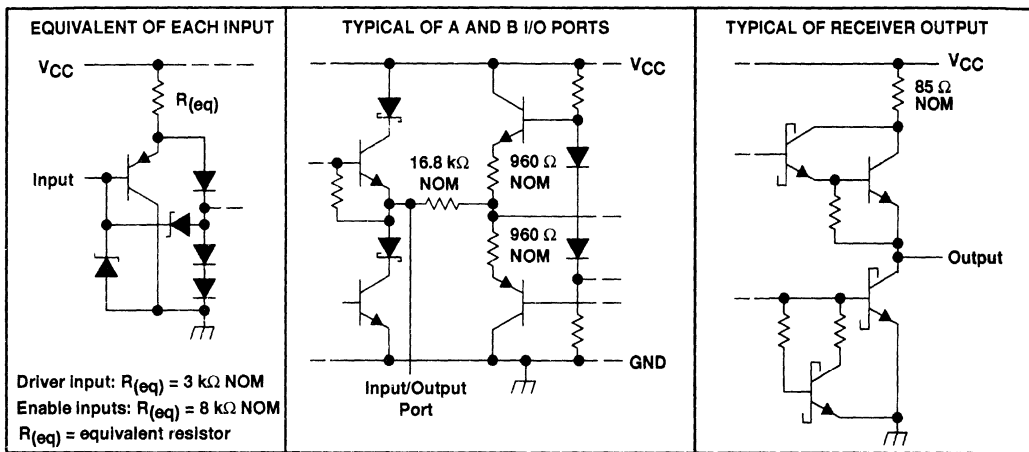 EQUIVALENT OF EACH INPUT
VCC
R(eq)
Input
Driver input: R(eq) = 3 kΩ NOM
Enable inputs: R(eq) = 8 kΩ NOM
R(eq) = equivalent resistor
TYPICAL OF A AND B I/O PORTS
VCC
16.8 kΩ
NOM
960 Ω
NOM
960 Ω
NOM
GND
Input/Output
Port
TYPICAL OF RECEIVER OUTPUT
VCC
85 Ω
NOM
Output